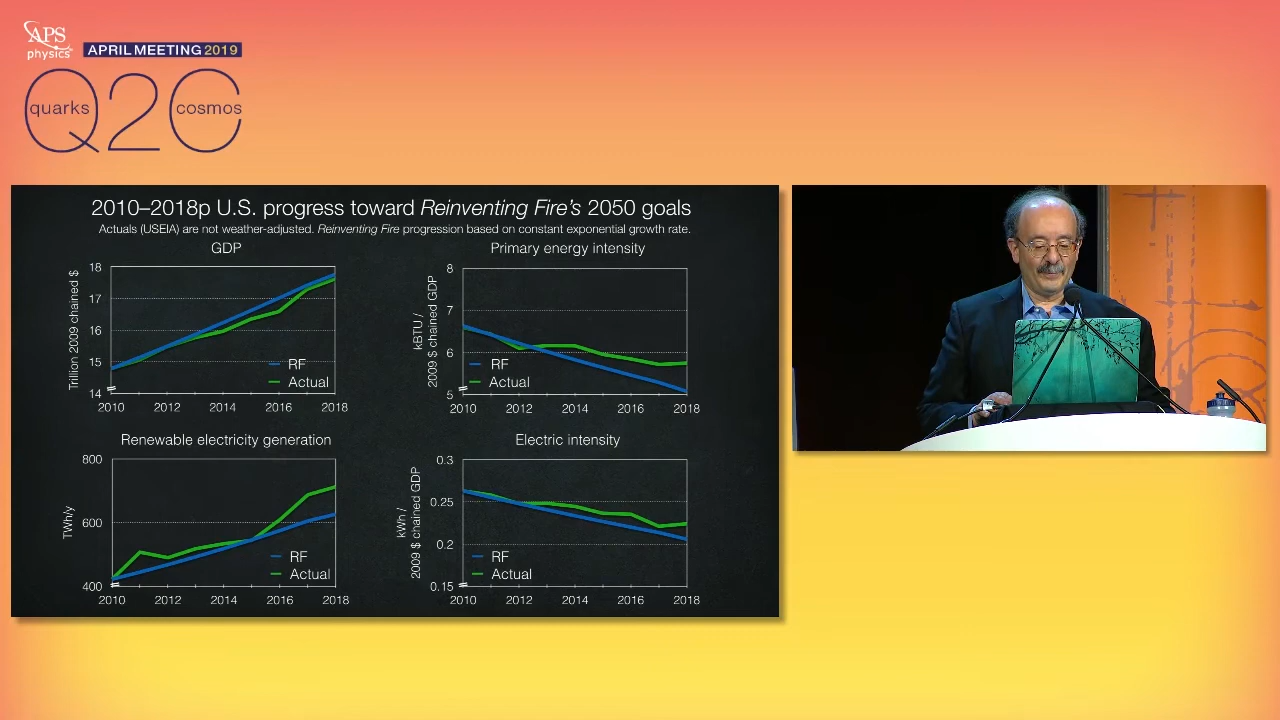 APS
physics
APRIL MEETING 2019
Q2C
quarks
cosmos
2010–2018p U.S. progress toward Reinventing Fire's 2050 goals
Actuals (USEIA) are not weather-adjusted. Reinventing Fire progression based on constant exponential growth rate.
GDP
Trillion 2009 chained $
18
17
16
15
14
RF
Actual
2010 2012 2014 2016 2018
Primary energy intensity
kBTU /
2009 $ chained GDP
8
7
6
5
RF
Actual
2010 2012 2014 2016 2018
Renewable electricity generation
TWh/y
800
600
400
RF
Actual
2010 2012 2014 2016 2018
Electric intensity
kWh /
2009 $ chained GDP
0.3
0.25
0.2
0.15
RF
Actual
2010 2012 2014 2016 2018